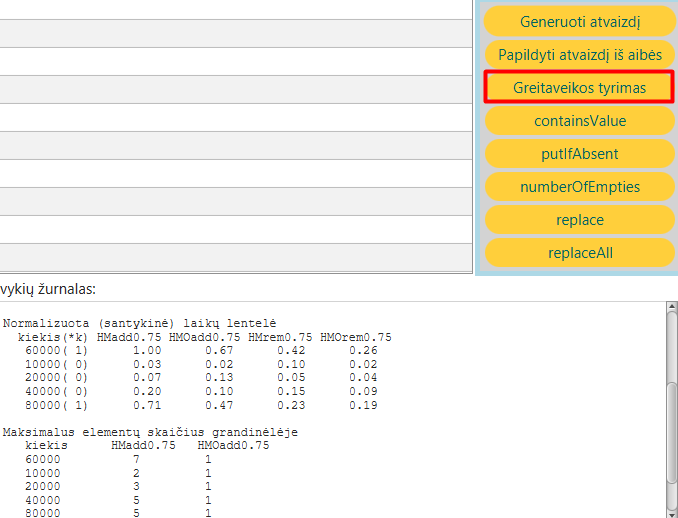 Generuoti atvaizdį
Papildyti atvaizdį iš aibės
Greitaveikos tyrimas
containsValue
putIfAbsent
numberOfEmpties
replace
replaceAll
vykių žurnalas:
Normalizuota (santykinė) laikų lentelė
kiekis(*k) HMadd0.75 HMOadd0.75 HMrem0.75 HMOrem0.75
60000( 1) 1.00 0.67 0.42 0.26
10000( 0) 0.03 0.02 0.10 0.02
20000( 0) 0.07 0.13 0.05 0.04
40000( 0) 0.20 0.10 0.15 0.09
80000( 1) 0.71 0.47 0.23 0.19
Maksimalus elementų skaičius grandinėlėje
kiekis HMadd0.75 HMOadd0.75
60000 7 1
10000 2 1
20000 3 1
40000 5 1
80000 5 1